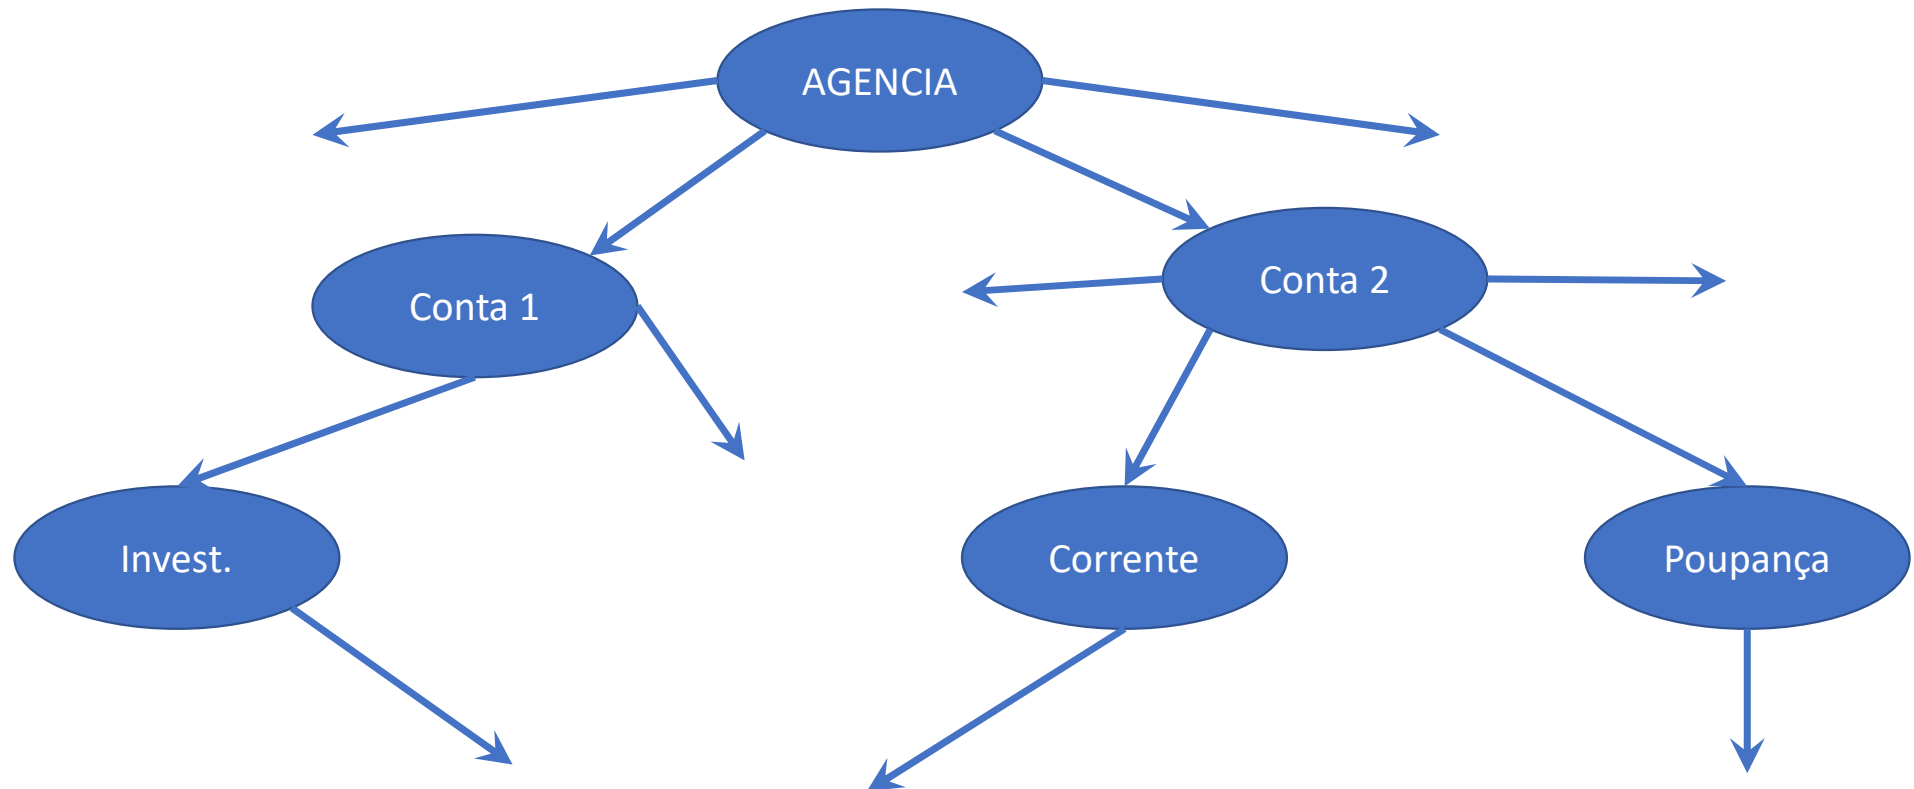 AGENCIA
Conta 1
Conta 2
Invest.
Corrente
Poupança